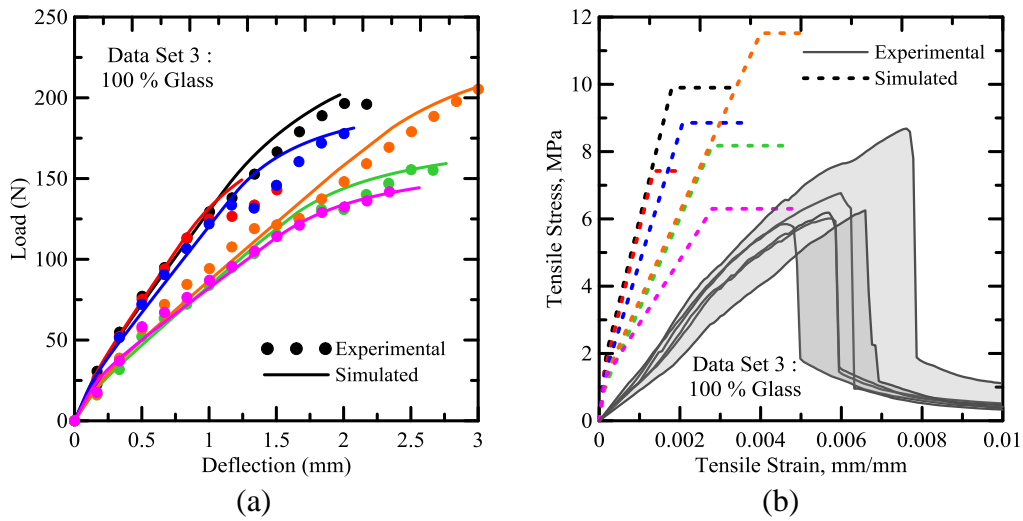 250
200
150
100
50
0
Load (N)
Data Set 3 :
100 % Glass
Experimental
Simulated
0
0.5
1
1.5
2
2.5
3
Deflection (mm)
(a)
12
10
8
6
4
2
0
Tensile Stress, MPa
Experimental
Simulated
Data Set 3 :
100 % Glass
0
0.002
0.004
0.006
0.008
0.01
Tensile Strain, mm/mm
(b)